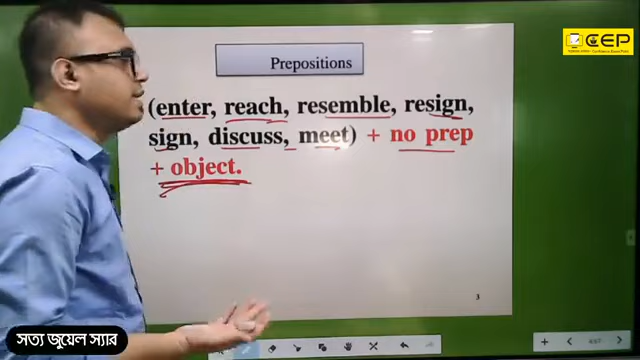 Prepositions
(enter, reach, resemble, resign,
sign, discuss, meet) + no prep
+ object.
3
CEP
সত্য জুয়েল স্যার